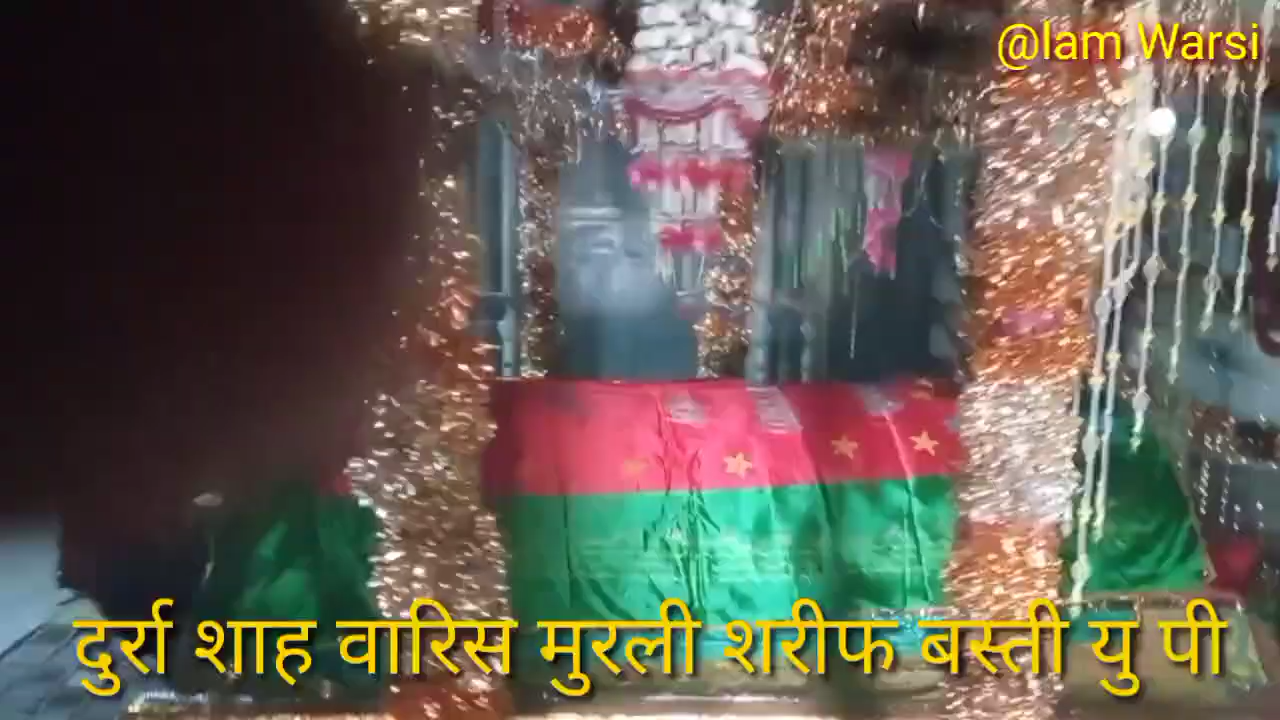 @Iam Warsi
दुर्रा शाह वारिस मुरली शरीफ बस्ती यु पी